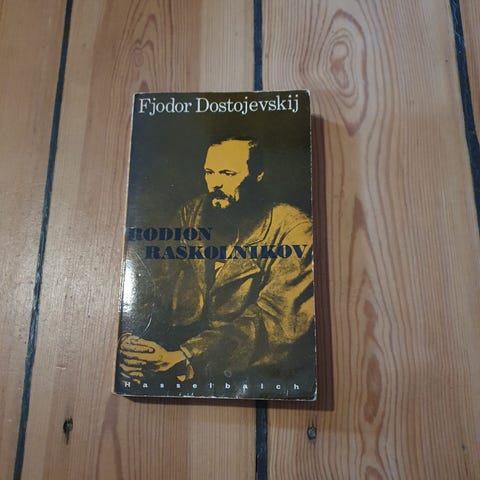 Fjodor Dostojevskij
RODION
RASKOLNIKOV
Hasselbalch